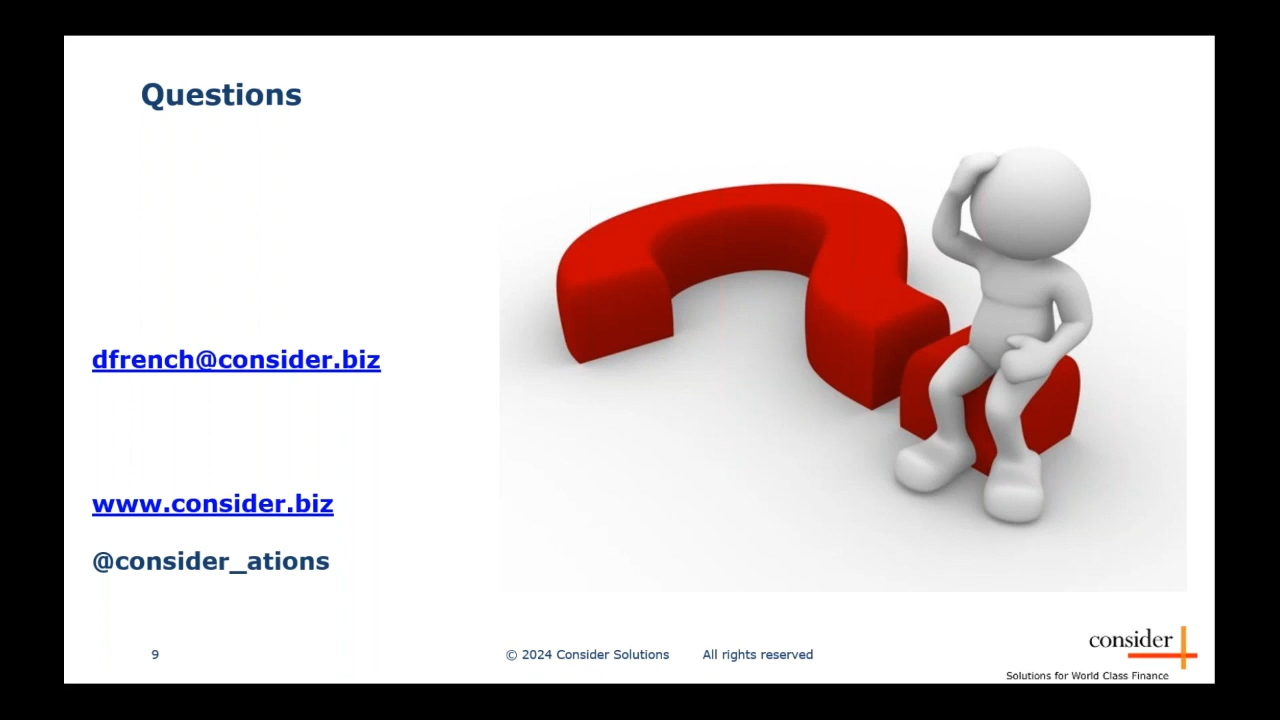 Questions
dfrench@consider.biz
www.consider.biz
@consider_ations
9
© 2024 Consider Solutions All rights reserved
consider
Solutions for World Class Finance